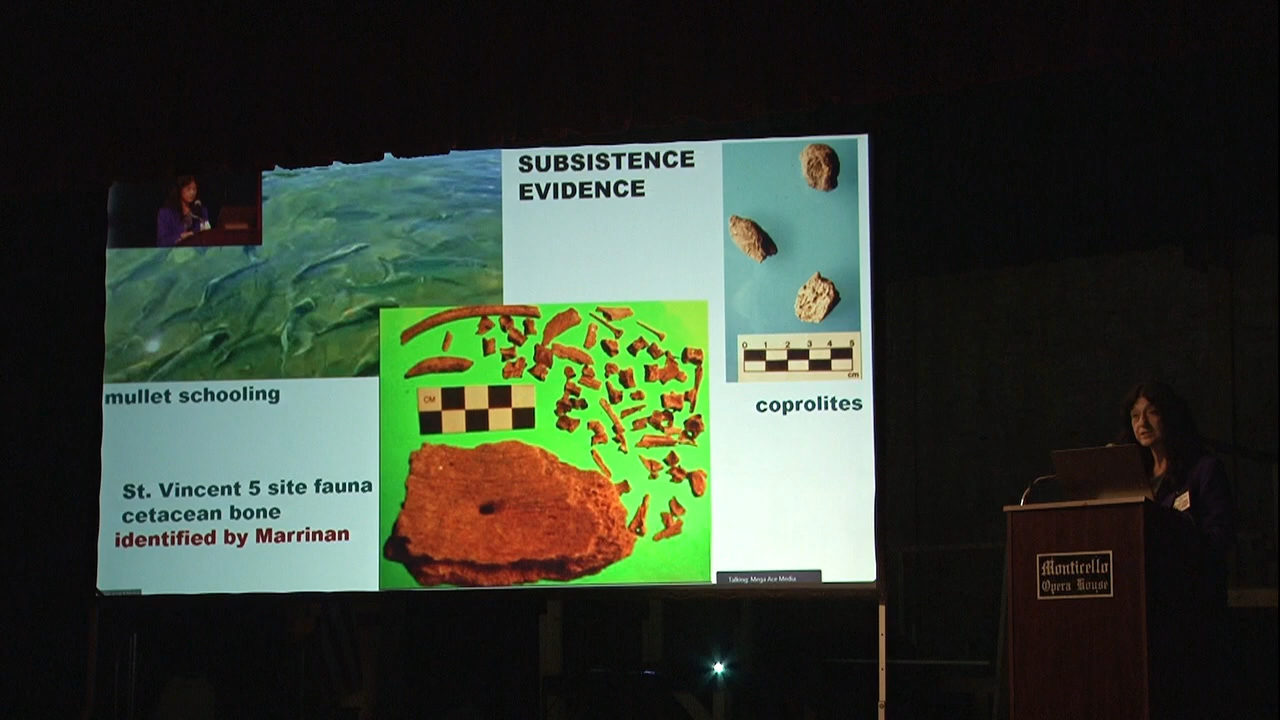 SUBSISTENCE
EVIDENCE
mullet schooling
St. Vincent 5 site fauna
cetacean bone
identified by Marrinan
CM
0 1 2 3 4 5
cm
coprolites
Talking: Mega Ace Media
Monticello
Opera House